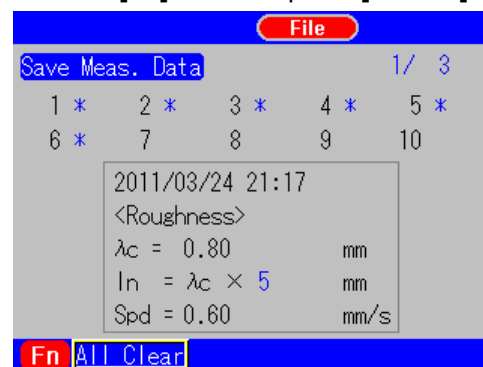 File
Save Meas. Data 1/ 3
1 * 2 * 3 * 4 * 5 *
6 * 7 8 9 10
2011/03/24 21:17
<Roughness>
λc = 0.80 mm
ln = λc × 5 mm
Spd = 0.60 mm/s
Fn All Clear